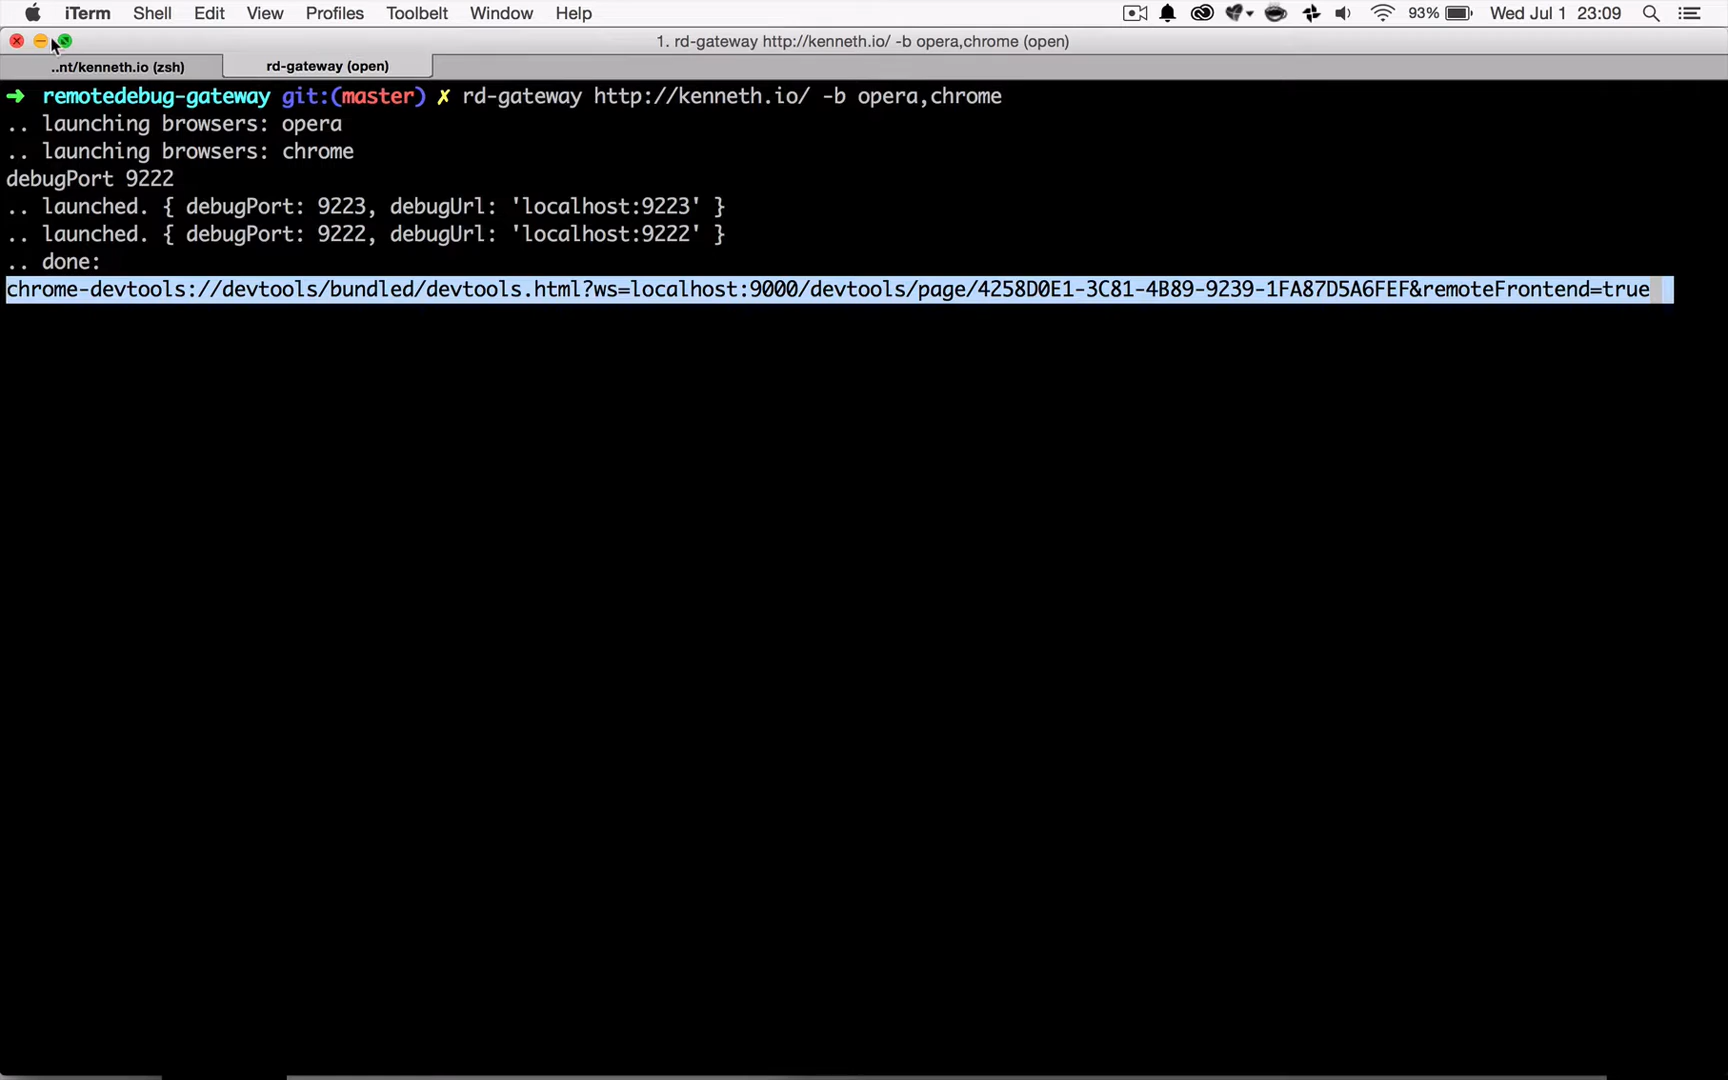 iTerm Shell Edit View Profiles Toolbelt Window Help 93% Wed Jul 1 23:09
1. rd-gateway http://kenneth.io/ -b opera,chrome (open)
..nt/kenneth.io (zsh) rd-gateway (open)
➜ remotedebug-gateway git:(master) ✗ rd-gateway http://kenneth.io/ -b opera,chrome
.. launching browsers: opera
.. launching browsers: chrome
debugPort 9222
.. launched. { debugPort: 9223, debugUrl: 'localhost:9223' }
.. launched. { debugPort: 9222, debugUrl: 'localhost:9222' }
.. done:
chrome-devtools://devtools/bundled/devtools.html?ws=localhost:9000/devtools/page/4258D0E1-3C81-4B89-9239-1FA87D5A6FEF&remoteFrontend=true